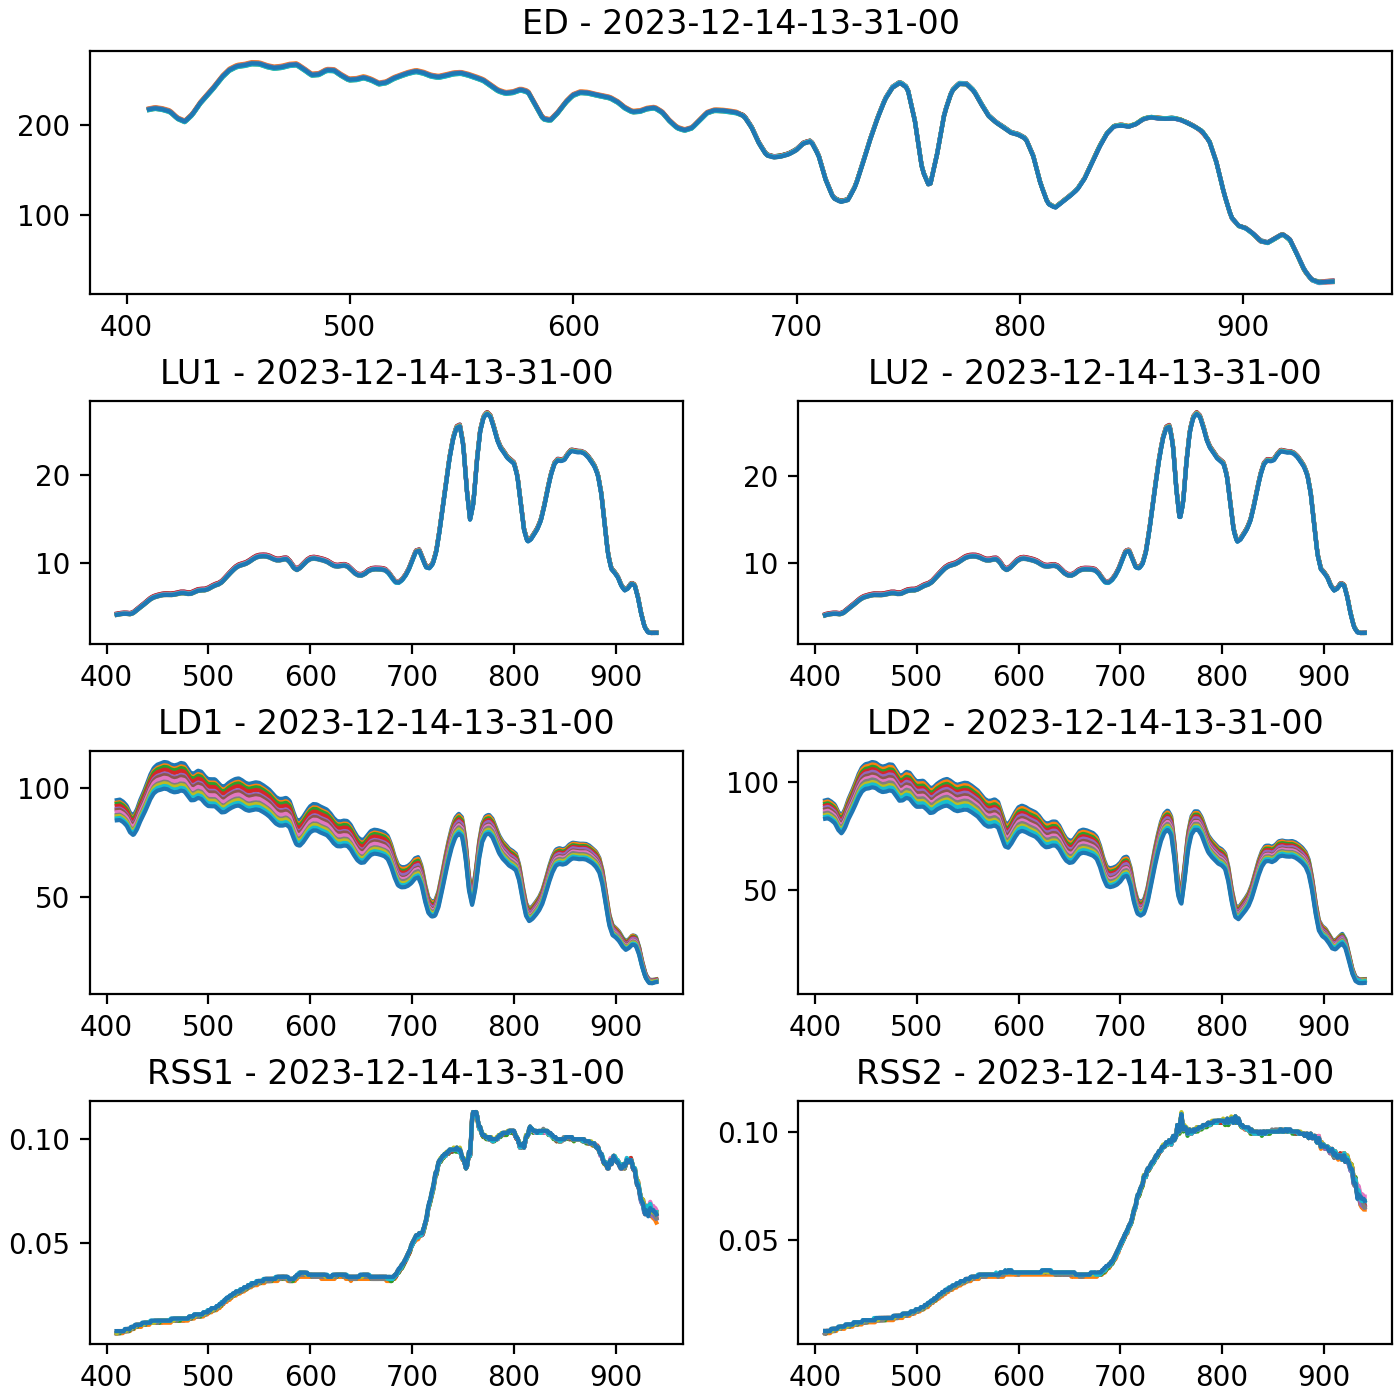 ED - 2023-12-14-13-31-00
200
100
400 500 600 700 800 900
LU1 - 2023-12-14-13-31-00
20
10
400 500 600 700 800 900
LU2 - 2023-12-14-13-31-00
20
10
400 500 600 700 800 900
LD1 - 2023-12-14-13-31-00
100
50
400 500 600 700 800 900
LD2 - 2023-12-14-13-31-00
100
50
400 500 600 700 800 900
RSS1 - 2023-12-14-13-31-00
0.10
0.05
400 500 600 700 800 900
RSS2 - 2023-12-14-13-31-00
0.10
0.05
400 500 600 700 800 900